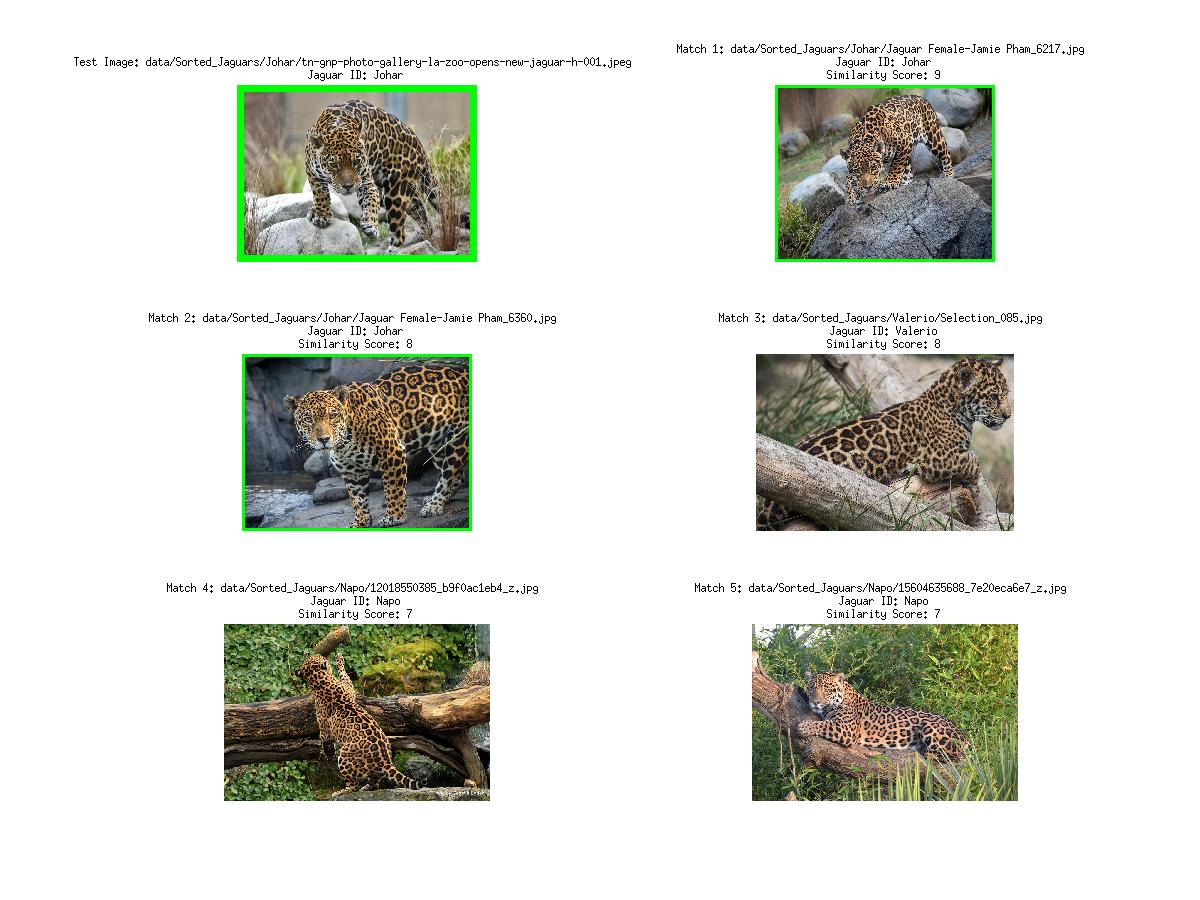 Test Image: data/Sorted_Jaguars/Johar/tn-gnp-photo-gallery-la-zoo-opens-new-jaguar-h-001.jpeg
Jaguar ID: Johar
Match 1: data/Sorted_Jaguars/Johar/Jaguar Female-Jamie Pham_6217.jpg
Jaguar ID: Johar
Similarity Score: 9
Match 2: data/Sorted_Jaguars/Johar/Jaguar Female-Jamie Pham_6360.jpg
Jaguar ID: Johar
Similarity Score: 8
Match 3: data/Sorted_Jaguars/Valerio/Selection_085.jpg
Jaguar ID: Valerio
Similarity Score: 8
Match 4: data/Sorted_Jaguars/Napo/12018550385_b9f0ac1eb4_z.jpg
Jaguar ID: Napo
Similarity Score: 7
Match 5: data/Sorted_Jaguars/Napo/15604635688_7e20eca6e7_z.jpg
Jaguar ID: Napo
Similarity Score: 7